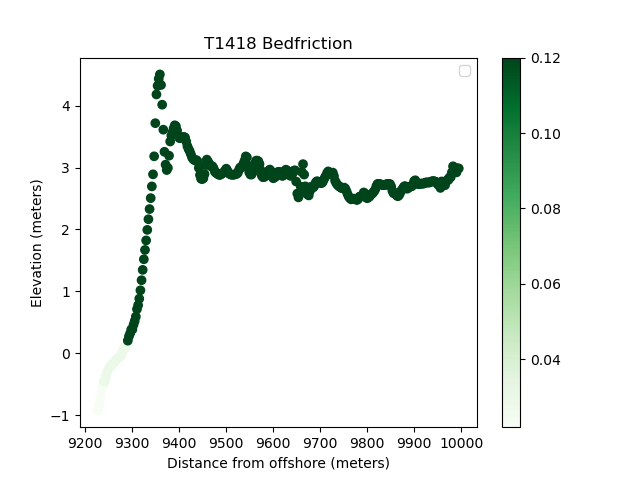 T1418 Bedfriction
Elevation (meters)
4
3
2
1
0
−1
9200 9300 9400 9500 9600 9700 9800 9900 10000
Distance from offshore (meters)
0.12
0.10
0.08
0.06
0.04